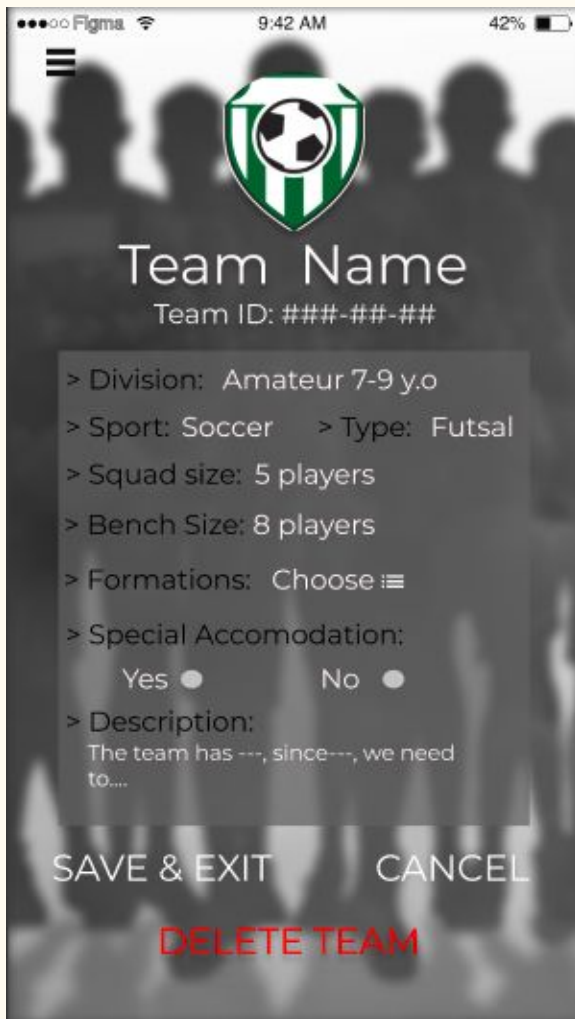 Figma 9:42 AM 42%
Team Name
Team ID: ###-##-##
> Division: Amateur 7-9 y.o
> Sport: Soccer > Type: Futsal
> Squad size: 5 players
> Bench Size: 8 players
> Formations: Choose
> Special Accomodation:
Yes No
> Description:
The team has ---, since---, we need
to....
SAVE & EXIT CANCEL
DELETE TEAM